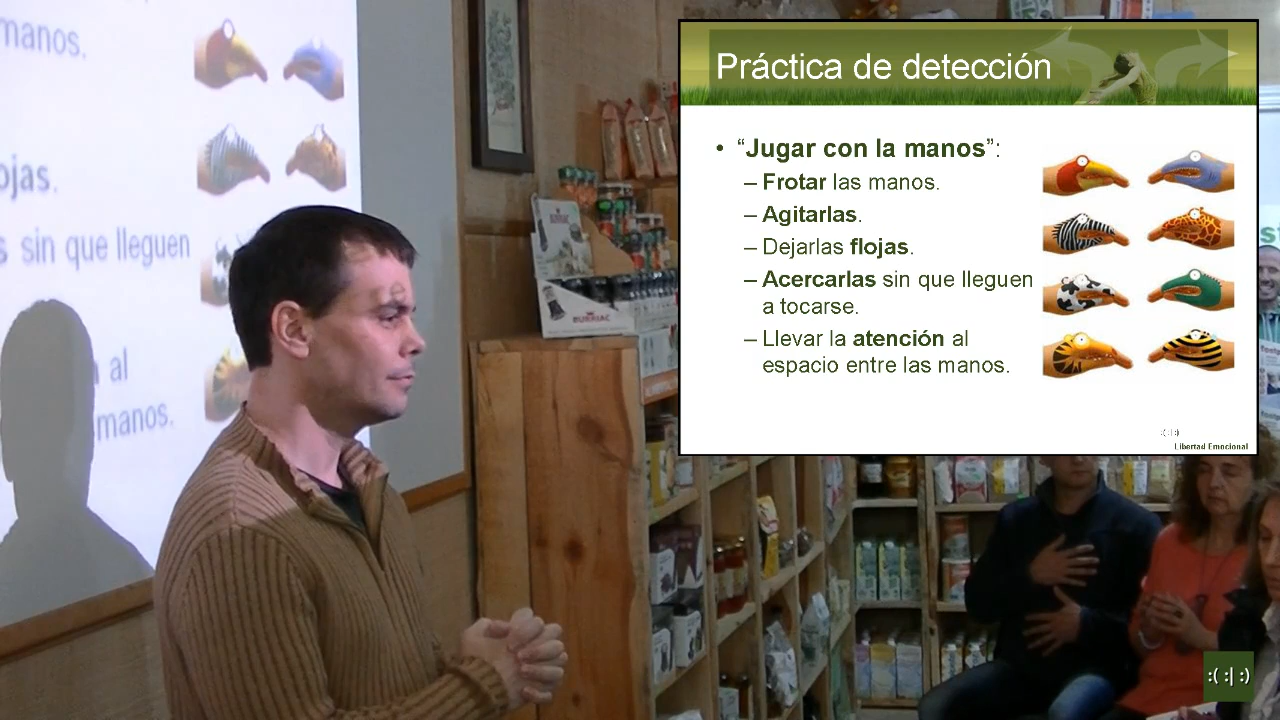 manos.
ojas.
s sin que lleguen
al
manos.
BURRIAC
Práctica de detección
• “Jugar con la manos”:
– Frotar las manos.
– Agitarlas.
– Dejarlas flojas.
– Acercarlas sin que lleguen
a tocarse.
– Llevar la atención al
espacio entre las manos.
:( :| :)
Libertad Emocional
:( :| :)